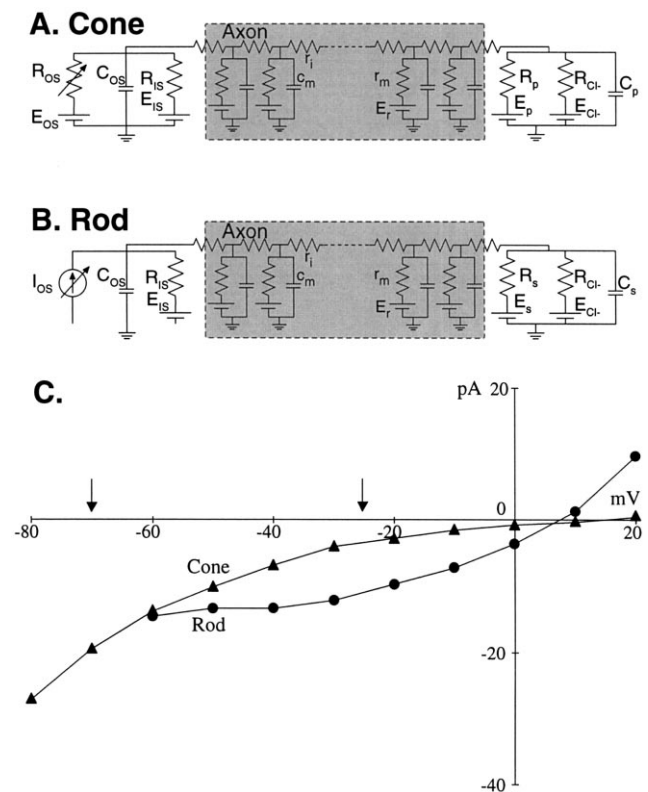 A. Cone
Axon
R_OS C_OS R_IS r_i c_m r_m R_p R_Cl- C_p
E_OS E_IS E_r E_p E_Cl-
B. Rod
Axon
I_OS C_OS R_IS r_i c_m r_m R_s R_Cl- C_s
E_IS E_r E_s E_Cl-
C.
pA 20
0 mV
-80 -60 -40 -20 20
Cone
Rod
-20
-40